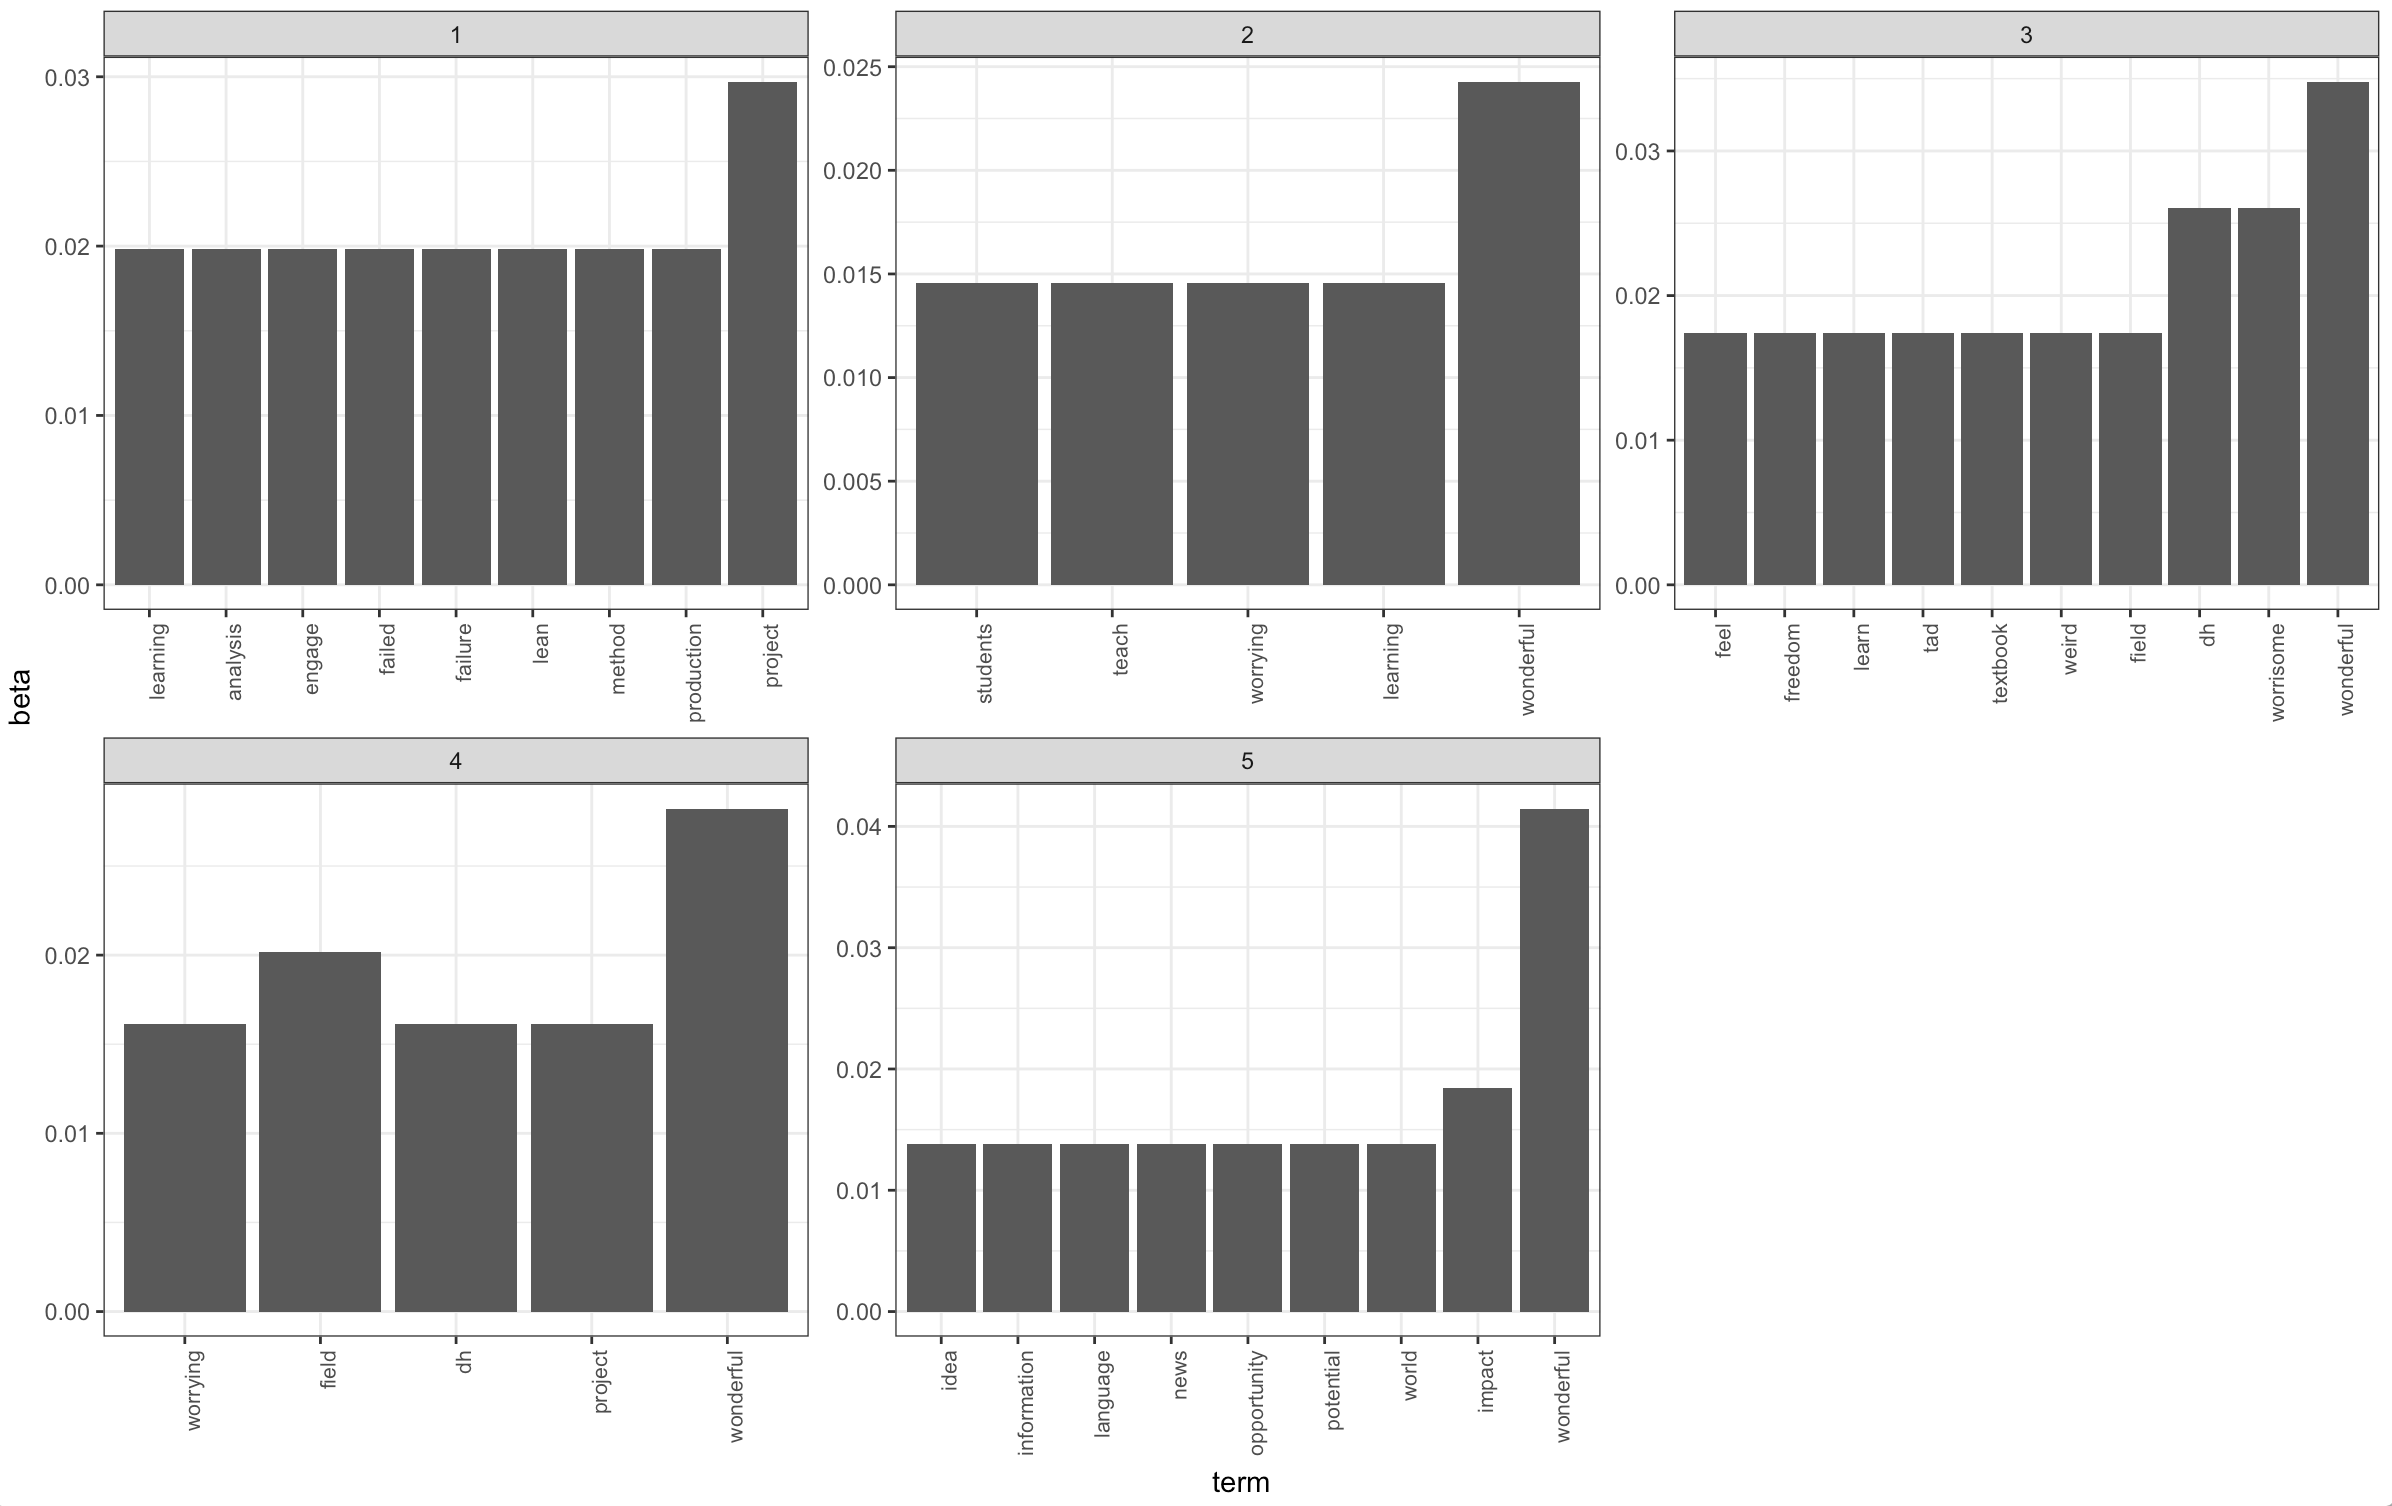 1
0.03
0.02
0.01
0.00
learning
analysis
engage
failed
failure
lean
method
production
project
2
0.025
0.020
0.015
0.010
0.005
0.000
students
teach
worrying
learning
wonderful
3
0.03
0.02
0.01
0.00
feel
freedom
learn
tad
textbook
weird
field
dh
worrisome
wonderful
beta
4
0.02
0.01
0.00
worrying
field
dh
project
wonderful
5
0.04
0.03
0.02
0.01
0.00
idea
information
language
news
opportunity
potential
world
impact
wonderful
term